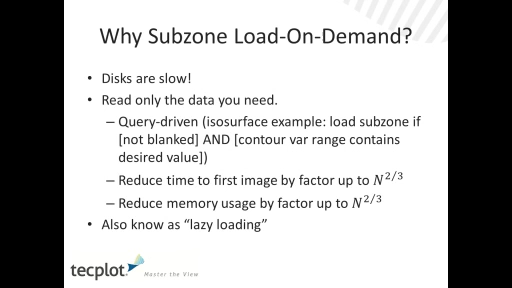 Why Subzone Load-On-Demand?
• Disks are slow!
• Read only the data you need.
– Query-driven (isosurface example: load subzone if
[not blanked] AND [contour var range contains
desired value])
– Reduce time to first image by factor up to N^{2/3}
– Reduce memory usage by factor up to N^{2/3}
• Also know as “lazy loading”
tecplot.
Master the View